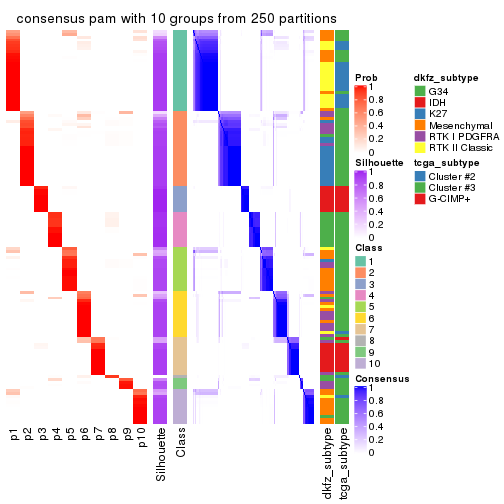 consensus pam with 10 groups from 250 partitions
Prob
1
0.8
0.6
0.4
0.2
0
Silhouette
1
0.8
0.6
0.4
0.2
0
Class
1
2
3
4
5
6
7
8
9
10
Consensus
1
0.8
0.6
0.4
0.2
0
dkfz_subtype
G34
IDH
K27
Mesenchymal
RTK I PDGFRA
RTK II Classic
tcga_subtype
Cluster #2
Cluster #3
G-CIMP+
p1
p2
p3
p4
p5
p6
p7
p8
p9
p10
Silhouette
Class
dkfz_subtype
tcga_subtype